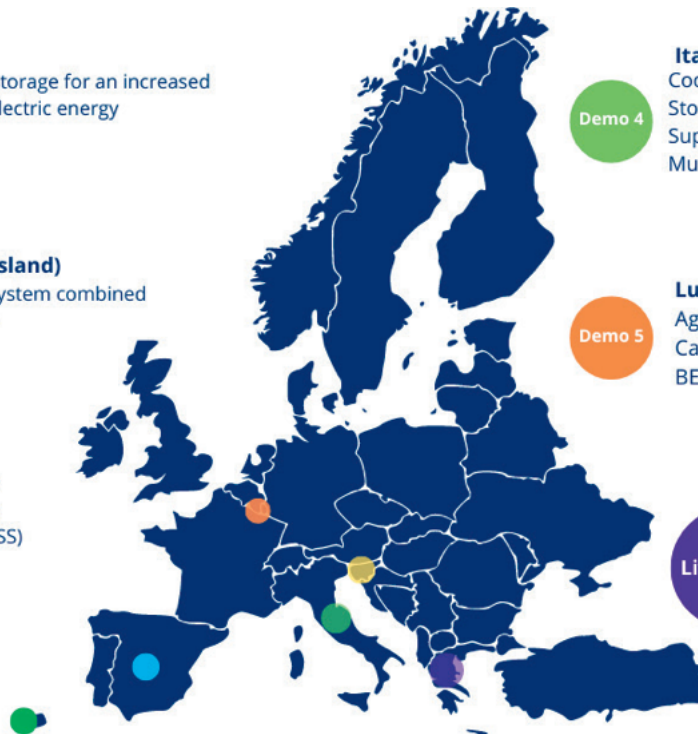 torage for an increased
lectric energy
sland)
ystem combined
SS)
Demo 4
Ita
Coo
Sto
Sup
Mu
Demo 5
Lu
Ag
Ca
BE
Li